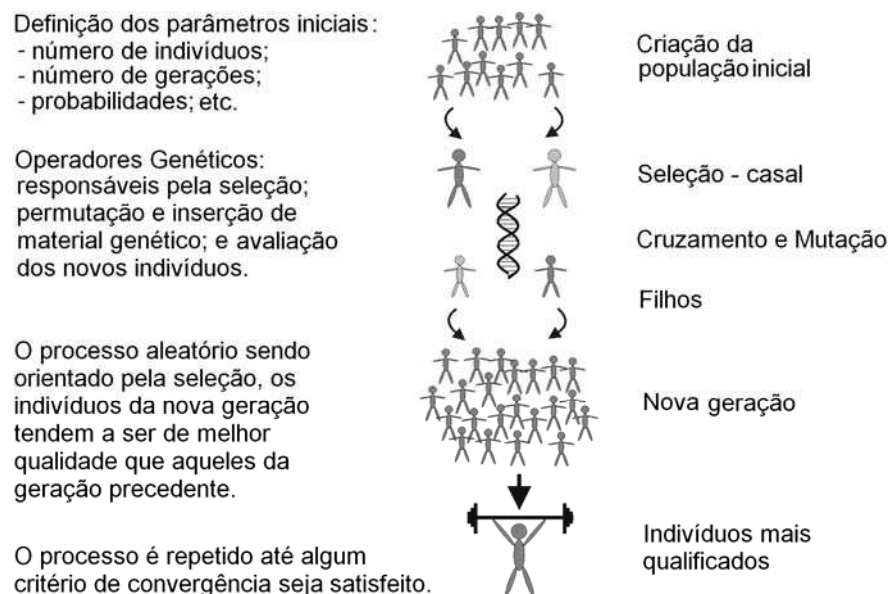 Definição dos parâmetros iniciais:
- número de indivíduos;
- número de gerações;
- probabilidades; etc.
Criação da
população inicial
Operadores Genéticos:
responsáveis pela seleção;
permutação e inserção de
material genético; e avaliação
dos novos indivíduos.
Seleção - casal
Cruzamento e Mutação
Filhos
O processo aleatório sendo
orientado pela seleção, os
indivíduos da nova geração
tendem a ser de melhor
qualidade que aqueles da
geração precedente.
Nova geração
O processo é repetido até algum
critério de convergência seja satisfeito.
Indivíduos mais
qualificados